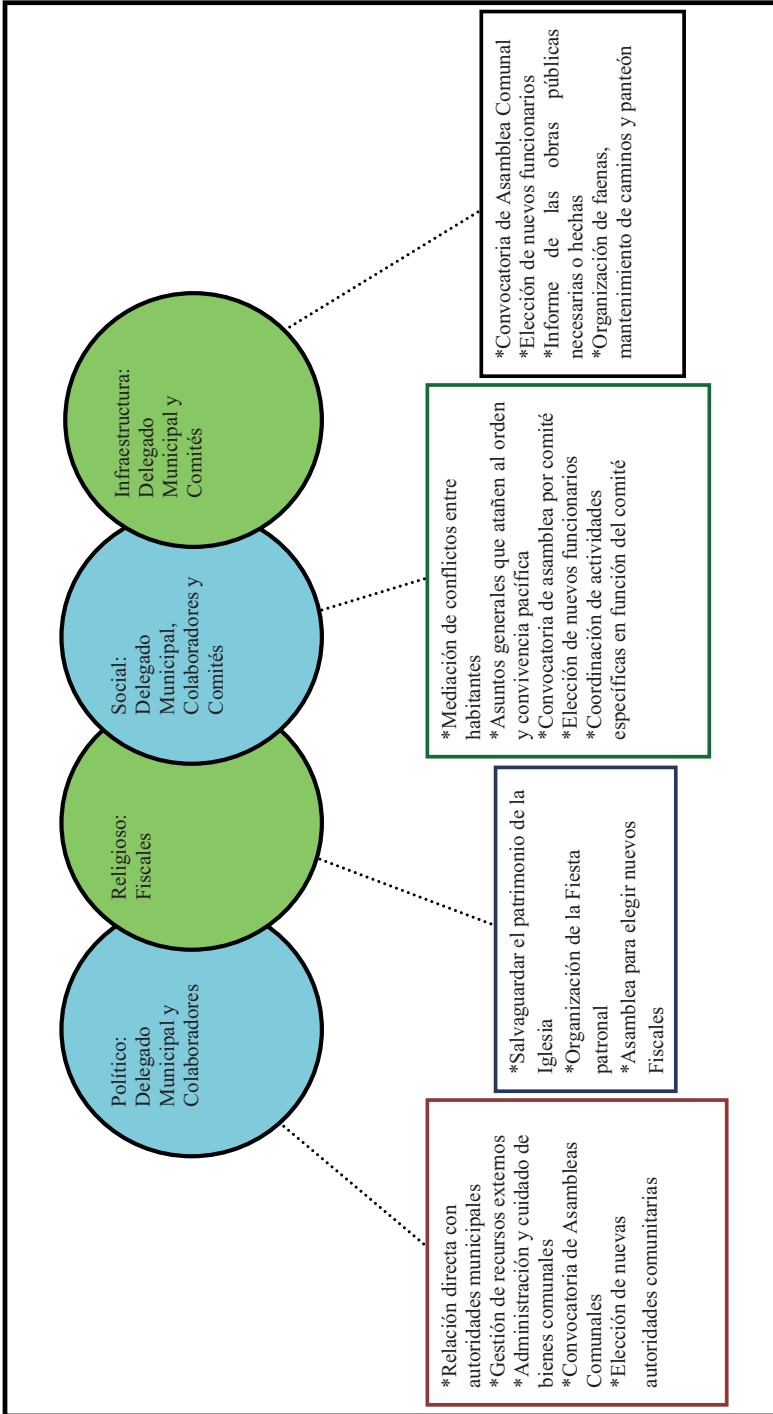 Político:
Delegado
Municipal y
Colaboradores
Religioso:
Fiscales
Social:
Delegado
Municipal,
Colaboradores y
Comités
Infraestructura:
Delegado
Municipal y
Comités
*Relación directa con
autoridades municipales
*Gestión de recursos externos
*Administración y cuidado de
bienes comunales
*Convocatoria de Asambleas
Comunales
*Elección de nuevas
autoridades comunitarias
*Salvaguardar el patrimonio de la
Iglesia
*Organización de la Fiesta
patronal
*Asamblea para elegir nuevos
Fiscales
*Mediación de conflictos entre
habitantes
*Asuntos generales que atañen al orden
y convivencia pacífica
*Convocatoria de asamblea por comité
*Elección de nuevos funcionarios
*Coordinación de actividades
específicas en función del comité
*Convocatoria de Asamblea Comunal
*Elección de nuevos funcionarios
*Informe de las obras públicas
necesarias o hechas
*Organización de faenas,
mantenimiento de caminos y panteón